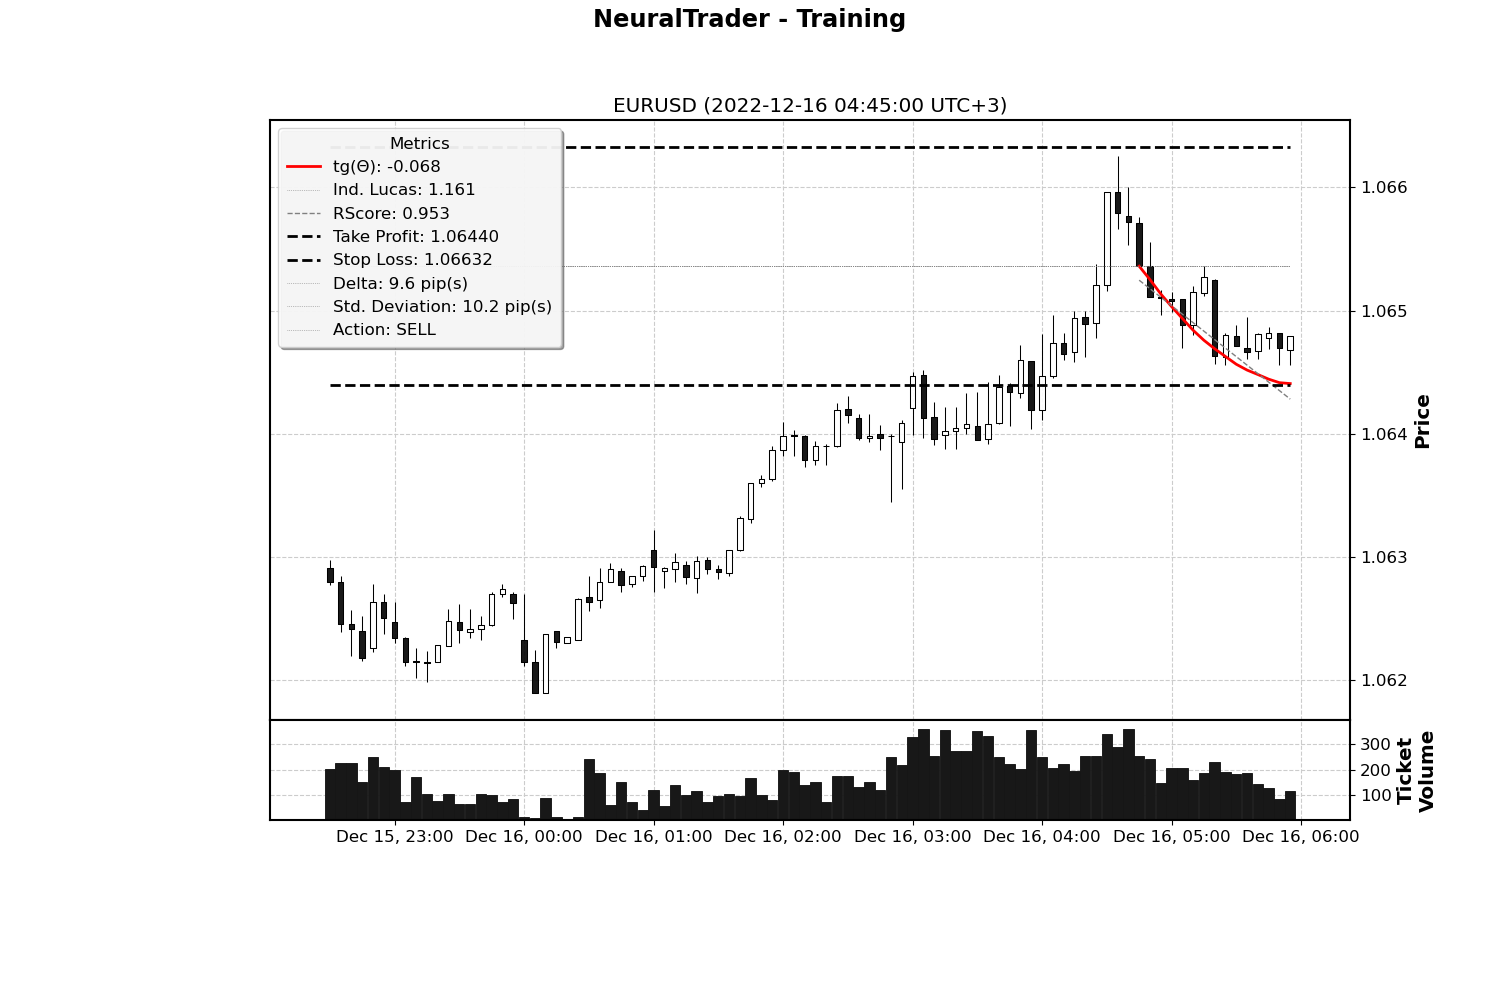 NeuralTrader - Training
EURUSD (2022-12-16 04:45:00 UTC+3)
Metrics
tg(Θ): -0.068
Ind. Lucas: 1.161
RScore: 0.953
Take Profit: 1.06440
Stop Loss: 1.06632
Delta: 9.6 pip(s)
Std. Deviation: 10.2 pip(s)
Action: SELL
1.066
1.065
1.064
1.063
1.062
Price
300
200
100
Ticket
Volume
Dec 15, 23:00 Dec 16, 00:00 Dec 16, 01:00 Dec 16, 02:00 Dec 16, 03:00 Dec 16, 04:00 Dec 16, 05:00 Dec 16, 06:00